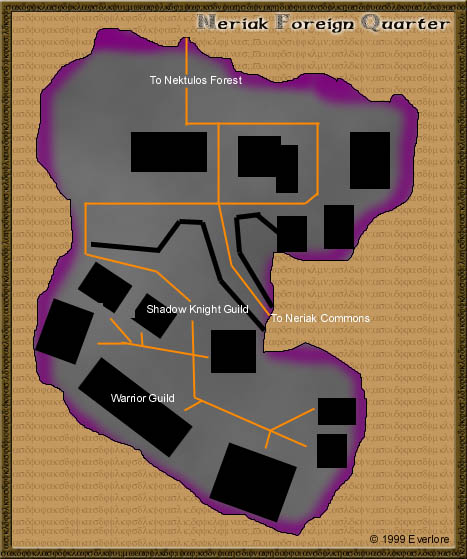 Neriak Foreign Quarter
To Nektulos Forest
Shadow Knight Guild
To Neriak Commons
Warrior Guild
© 1999 Everlore